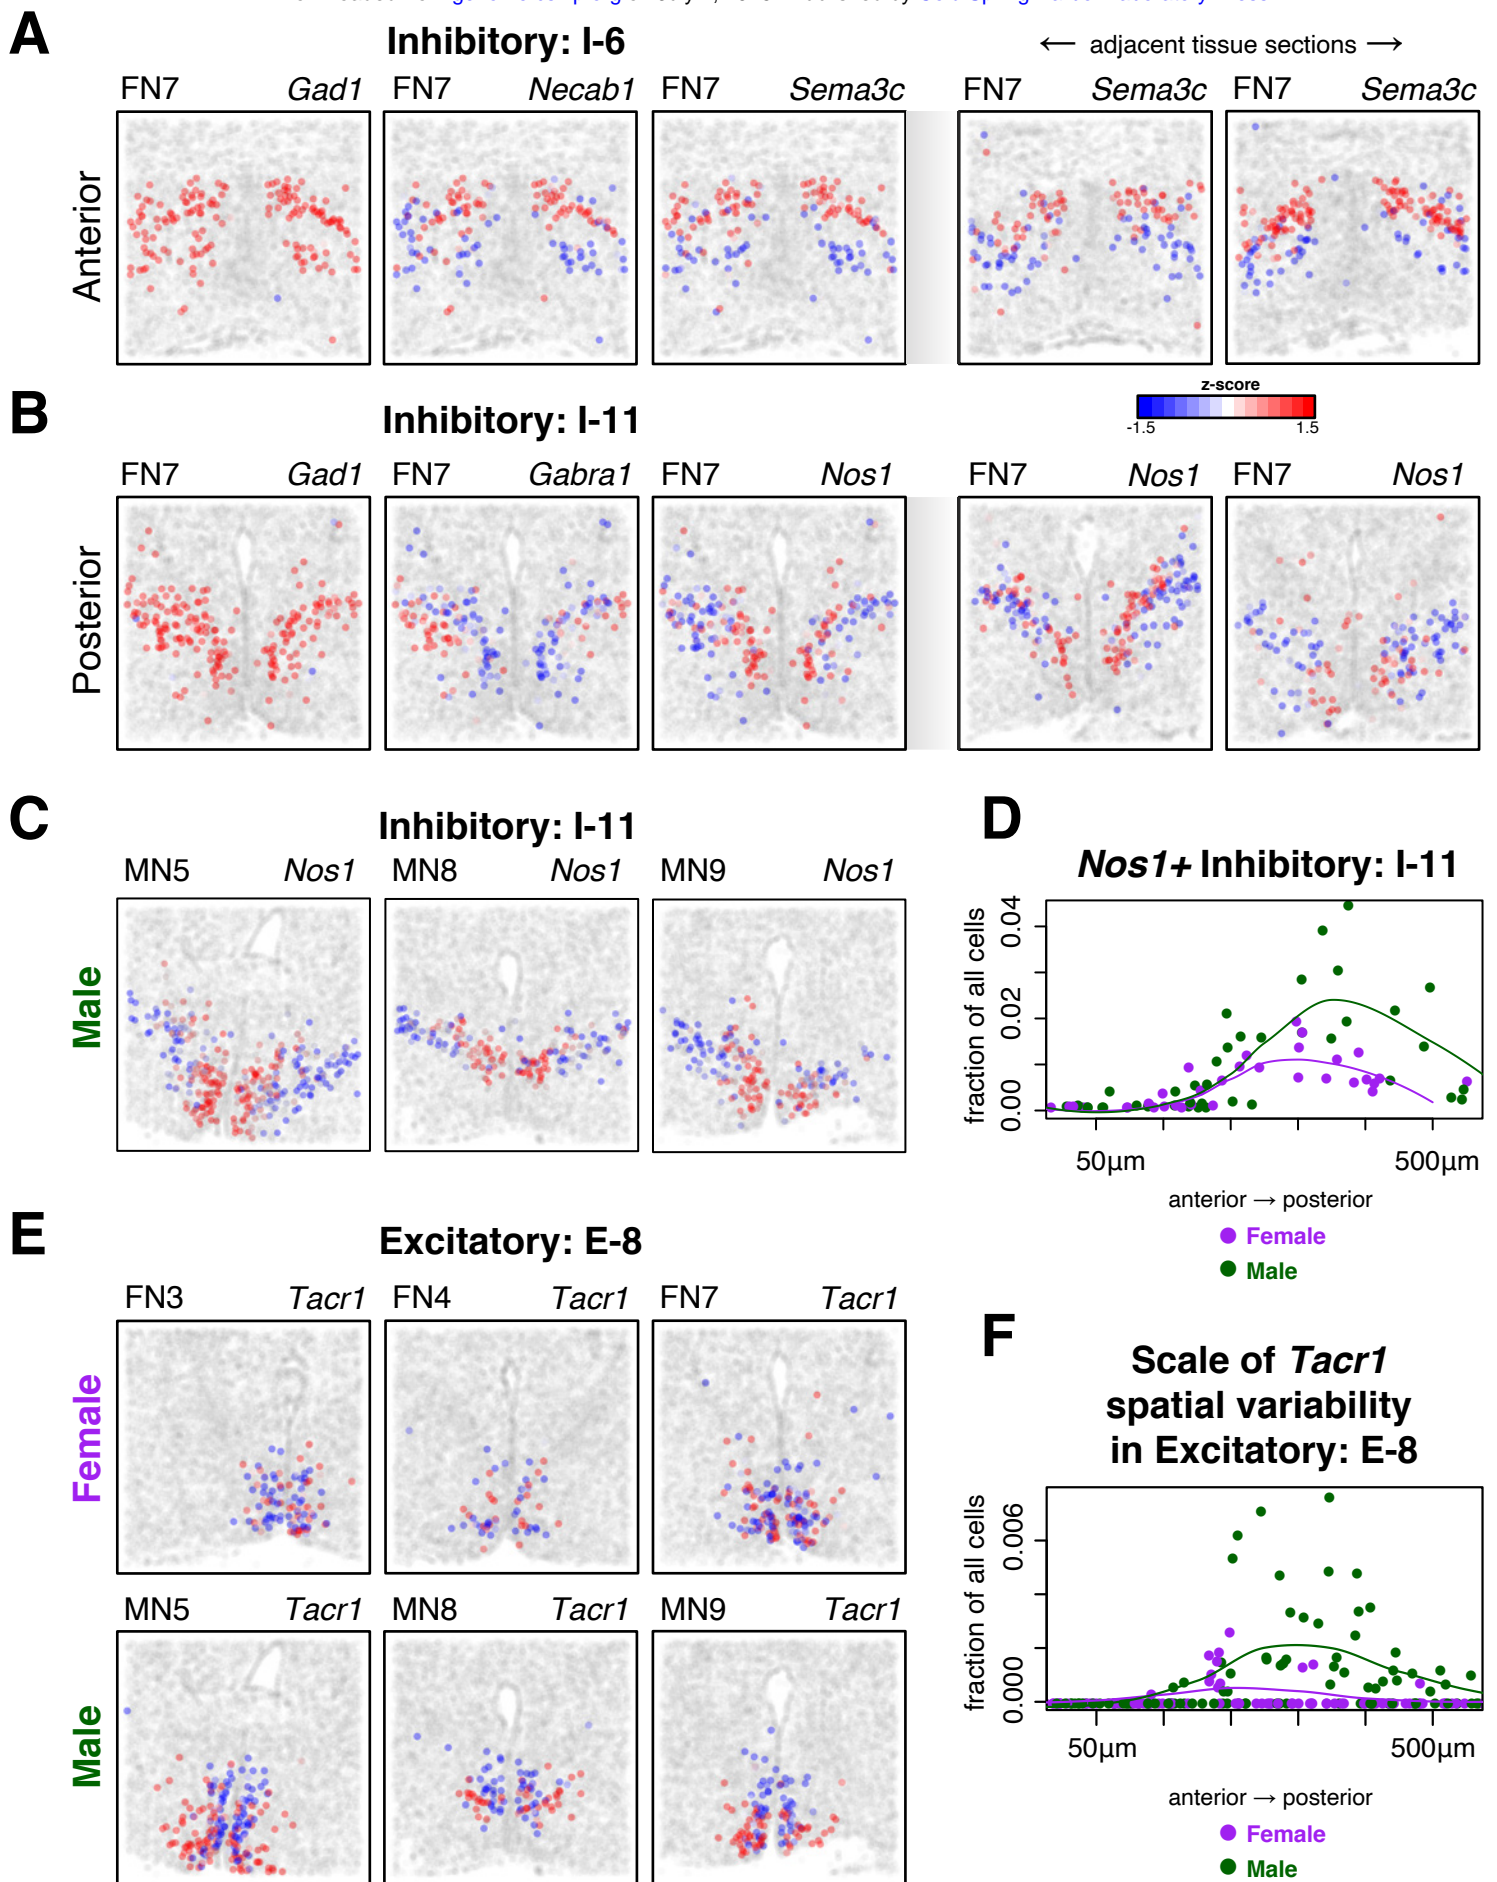 A
Inhibitory: I-6
← adjacent tissue sections →
FN7 Gad1 FN7 Necab1 FN7 Sema3c FN7 Sema3c FN7 Sema3c
Anterior
z-score
-1.5 1.5
B
Inhibitory: I-11
FN7 Gad1 FN7 Gabra1 FN7 Nos1 FN7 Nos1 FN7 Nos1
Posterior
C
Inhibitory: I-11
MN5 Nos1 MN8 Nos1 MN9 Nos1
Male
D
Nos1+ Inhibitory: I-11
fraction of all cells
0.04
0.02
0.00
50µm 500µm
anterior → posterior
Female
Male
E
Excitatory: E-8
FN3 Tacr1 FN4 Tacr1 FN7 Tacr1
Female
MN5 Tacr1 MN8 Tacr1 MN9 Tacr1
Male
F
Scale of Tacr1
spatial variability
in Excitatory: E-8
fraction of all cells
0.006
0.000
50µm 500µm
anterior → posterior
Female
Male